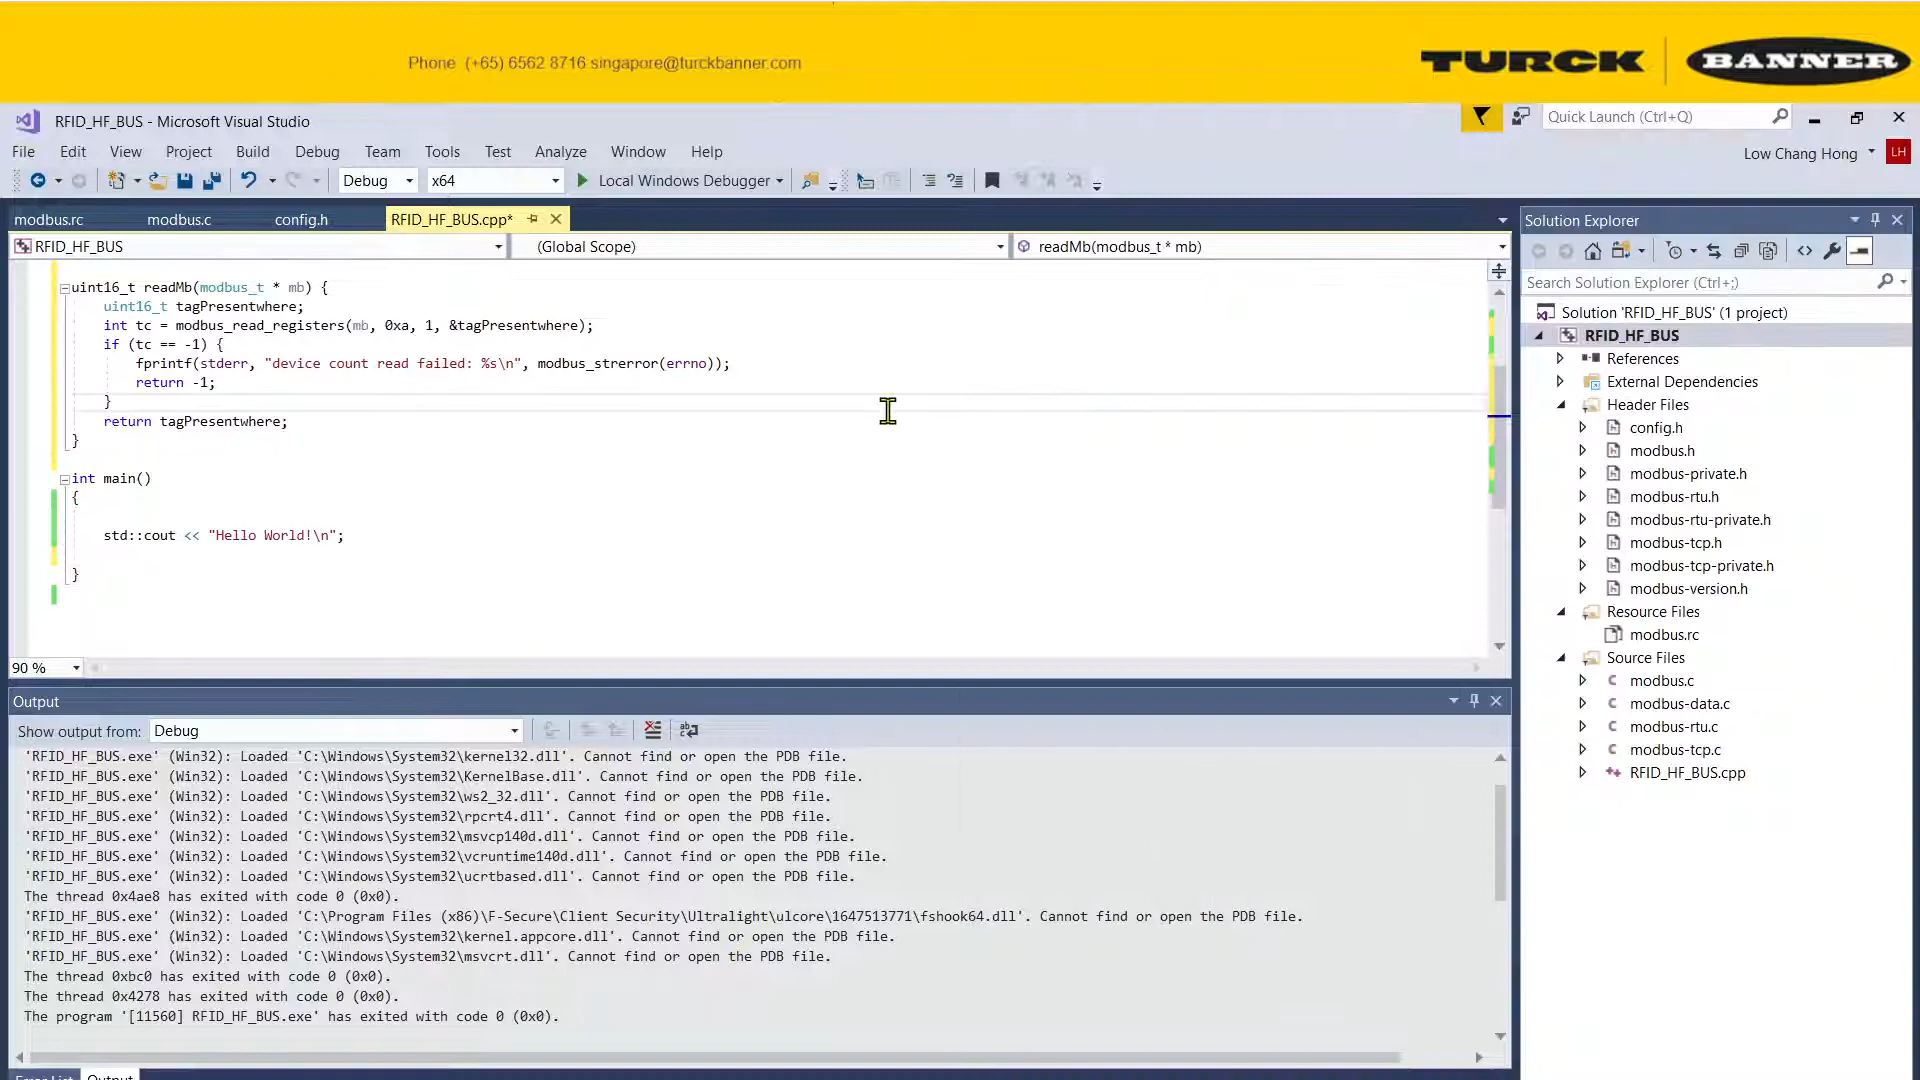 Phone (+65) 6562 8716 singapore@turckbanner.com
TURCK BANNER
RFID_HF_BUS - Microsoft Visual Studio
Quick Launch (Ctrl+Q)
File Edit View Project Build Debug Team Tools Test Analyze Window Help
Low Chang Hong LH
Debug x64 Local Windows Debugger
modbus.rc modbus.c config.h RFID_HF_BUS.cpp*
RFID_HF_BUS (Global Scope) readMb(modbus_t * mb)
uint16_t readMb(modbus_t * mb) {
uint16_t tagPresentwhere;
int tc = modbus_read_registers(mb, 0xa, 1, &tagPresentwhere);
if (tc == -1) {
fprintf(stderr, "device count read failed: %s\n", modbus_strerror(errno));
return -1;
}
return tagPresentwhere;
}
int main()
{
std::cout << "Hello World!\n";
}
90 %
Output
Show output from: Debug
'RFID_HF_BUS.exe' (Win32): Loaded 'C:\Windows\System32\kernel32.dll'. Cannot find or open the PDB file.
'RFID_HF_BUS.exe' (Win32): Loaded 'C:\Windows\System32\KernelBase.dll'. Cannot find or open the PDB file.
'RFID_HF_BUS.exe' (Win32): Loaded 'C:\Windows\System32\ws2_32.dll'. Cannot find or open the PDB file.
'RFID_HF_BUS.exe' (Win32): Loaded 'C:\Windows\System32\rpcrt4.dll'. Cannot find or open the PDB file.
'RFID_HF_BUS.exe' (Win32): Loaded 'C:\Windows\System32\msvcp140d.dll'. Cannot find or open the PDB file.
'RFID_HF_BUS.exe' (Win32): Loaded 'C:\Windows\System32\vcruntime140d.dll'. Cannot find or open the PDB file.
'RFID_HF_BUS.exe' (Win32): Loaded 'C:\Windows\System32\ucrtbased.dll'. Cannot find or open the PDB file.
The thread 0x4ae8 has exited with code 0 (0x0).
'RFID_HF_BUS.exe' (Win32): Loaded 'C:\Program Files (x86)\F-Secure\Client Security\Ultralight\ulcore\1647513771\fshook64.dll'. Cannot find or open the PDB file.
'RFID_HF_BUS.exe' (Win32): Loaded 'C:\Windows\System32\kernel.appcore.dll'. Cannot find or open the PDB file.
'RFID_HF_BUS.exe' (Win32): Loaded 'C:\Windows\System32\msvcrt.dll'. Cannot find or open the PDB file.
The thread 0xbc0 has exited with code 0 (0x0).
The thread 0x4278 has exited with code 0 (0x0).
The program '[11560] RFID_HF_BUS.exe' has exited with code 0 (0x0).
Error List Output
Solution Explorer
Search Solution Explorer (Ctrl+;)
Solution 'RFID_HF_BUS' (1 project)
RFID_HF_BUS
References
External Dependencies
Header Files
config.h
modbus.h
modbus-private.h
modbus-rtu.h
modbus-rtu-private.h
modbus-tcp.h
modbus-tcp-private.h
modbus-version.h
Resource Files
modbus.rc
Source Files
modbus.c
modbus-data.c
modbus-rtu.c
modbus-tcp.c
RFID_HF_BUS.cpp